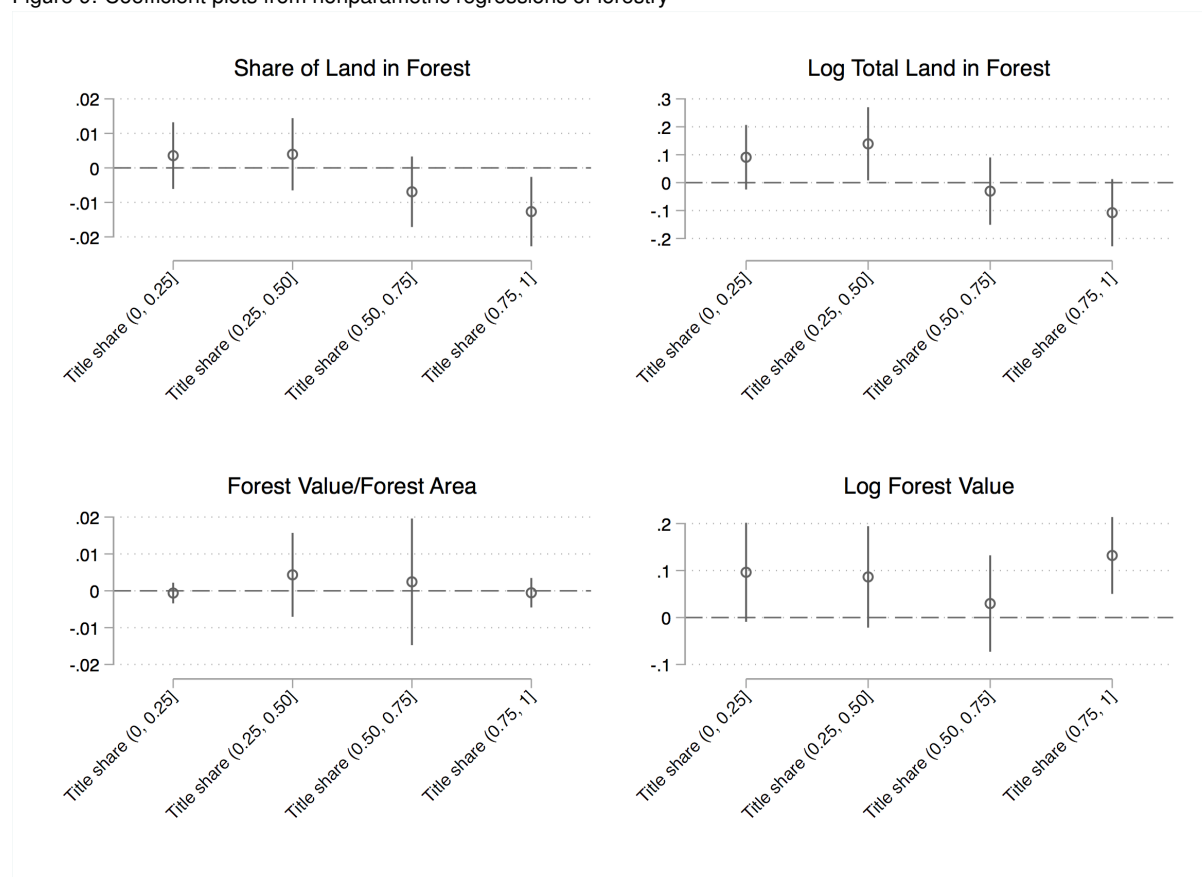 Share of Land in Forest
.02
.01
0
-.01
-.02
Title share (0, 0.25]
Title share (0.25, 0.50]
Title share (0.50, 0.75]
Title share (0.75, 1]
Log Total Land in Forest
.3
.2
.1
0
-.1
-.2
Title share (0, 0.25]
Title share (0.25, 0.50]
Title share (0.50, 0.75]
Title share (0.75, 1]
Forest Value/Forest Area
.02
.01
0
-.01
-.02
Title share (0, 0.25]
Title share (0.25, 0.50]
Title share (0.50, 0.75]
Title share (0.75, 1]
Log Forest Value
.2
.1
0
-.1
Title share (0, 0.25]
Title share (0.25, 0.50]
Title share (0.50, 0.75]
Title share (0.75, 1]